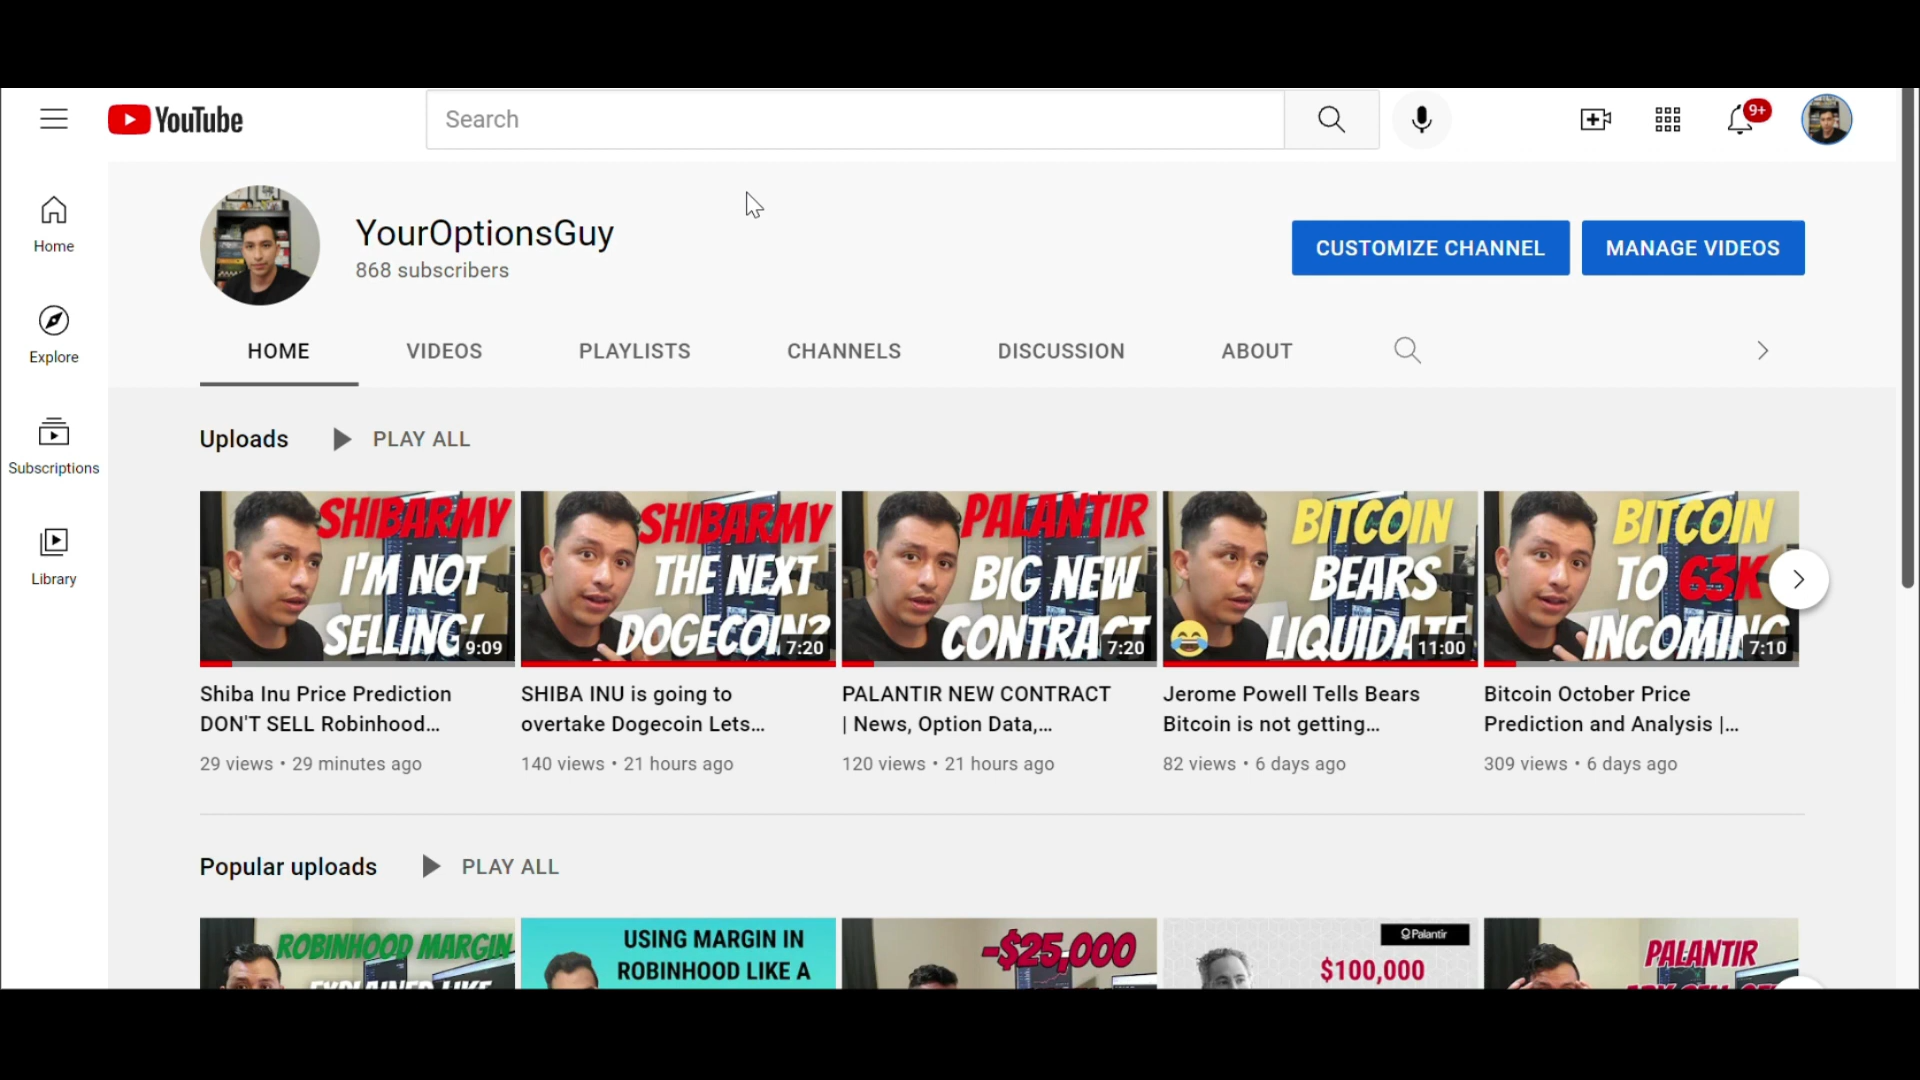 YouTube
Search
9+
Home
Explore
Subscriptions
Library
YourOptionsGuy
868 subscribers
CUSTOMIZE CHANNEL
MANAGE VIDEOS
HOME
VIDEOS
PLAYLISTS
CHANNELS
DISCUSSION
ABOUT
Uploads
PLAY ALL
SHIBARMY
I'M NOT
SELLING!
9:09
SHIBARMY
THE NEXT
DOGECOIN?
7:20
PALANTIR
BIG NEW
7:20
BITCOIN
BEARS
11:00
BITCOIN
TO 63K
7:10
Shiba Inu Price Prediction
DON'T SELL Robinhood...
29 views • 29 minutes ago
SHIBA INU is going to
overtake Dogecoin Lets...
140 views • 21 hours ago
PALANTIR NEW CONTRACT
| News, Option Data,...
120 views • 21 hours ago
Jerome Powell Tells Bears
Bitcoin is not getting...
82 views • 6 days ago
Bitcoin October Price
Prediction and Analysis |...
309 views • 6 days ago
Popular uploads
PLAY ALL
ROBINHOOD MARGIN
EXPLAINED LIKE
USING MARGIN IN
ROBINHOOD LIKE A
-$25,000
Palantir
$100,000
PALANTIR